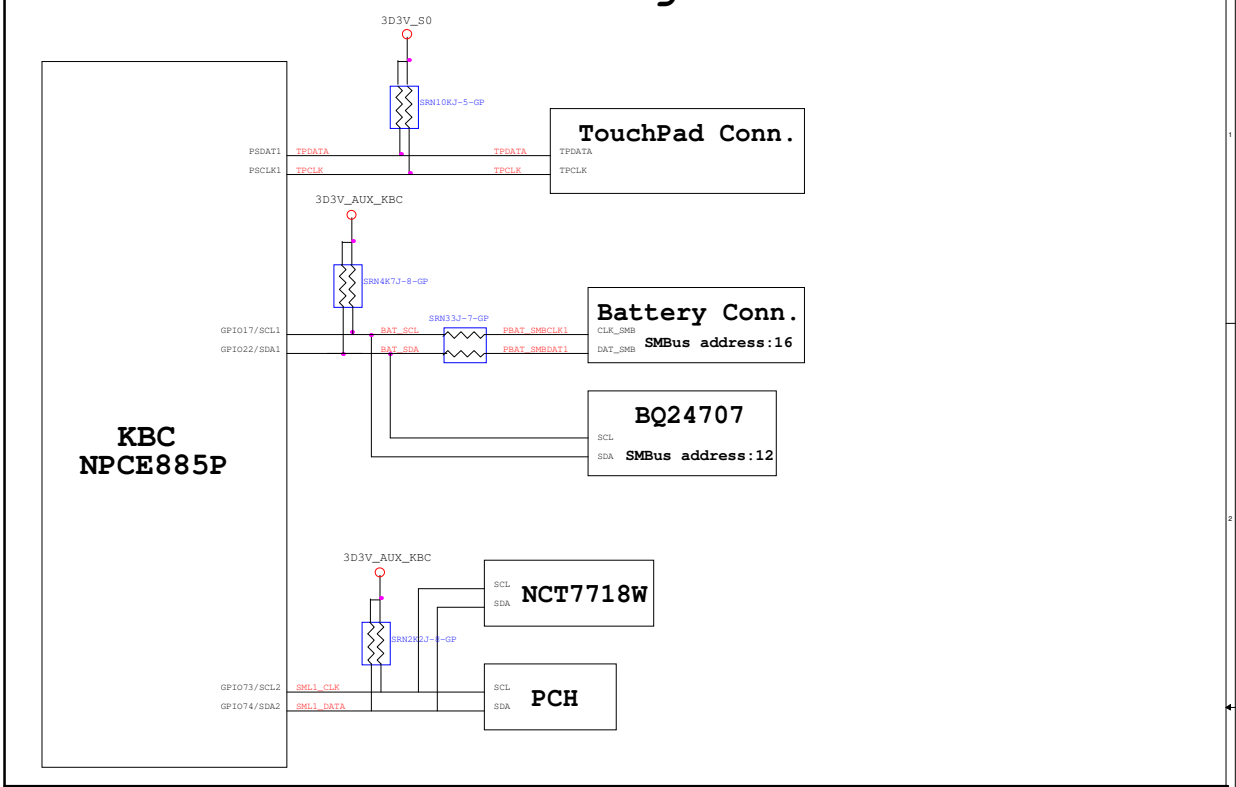 3D3V_S0
SRN10KJ-5-GP
TouchPad Conn.
PSDAT1 TPDATA TPDATA TPDATA
PSCLK1 TPCLK TPCLK TPCLK
3D3V_AUX_KBC
SRN4K7J-8-GP
SRN33J-7-GP
Battery Conn.
GPIO17/SCL1 BAT_SCL PBAT_SMBCLK1 CLK_SMB
SMBus address:16
GPIO22/SDA1 BAT_SDA PBAT_SMBDAT1 DAT_SMB
BQ24707
SCL
SDA SMBus address:12
KBC
NPCE885P
3D3V_AUX_KBC
SCL
NCT7718W
SDA
SRN2K2J-8-GP
GPIO73/SCL2 SML1_CLK SCL
PCH
GPIO74/SDA2 SML1_DATA SDA
1
2